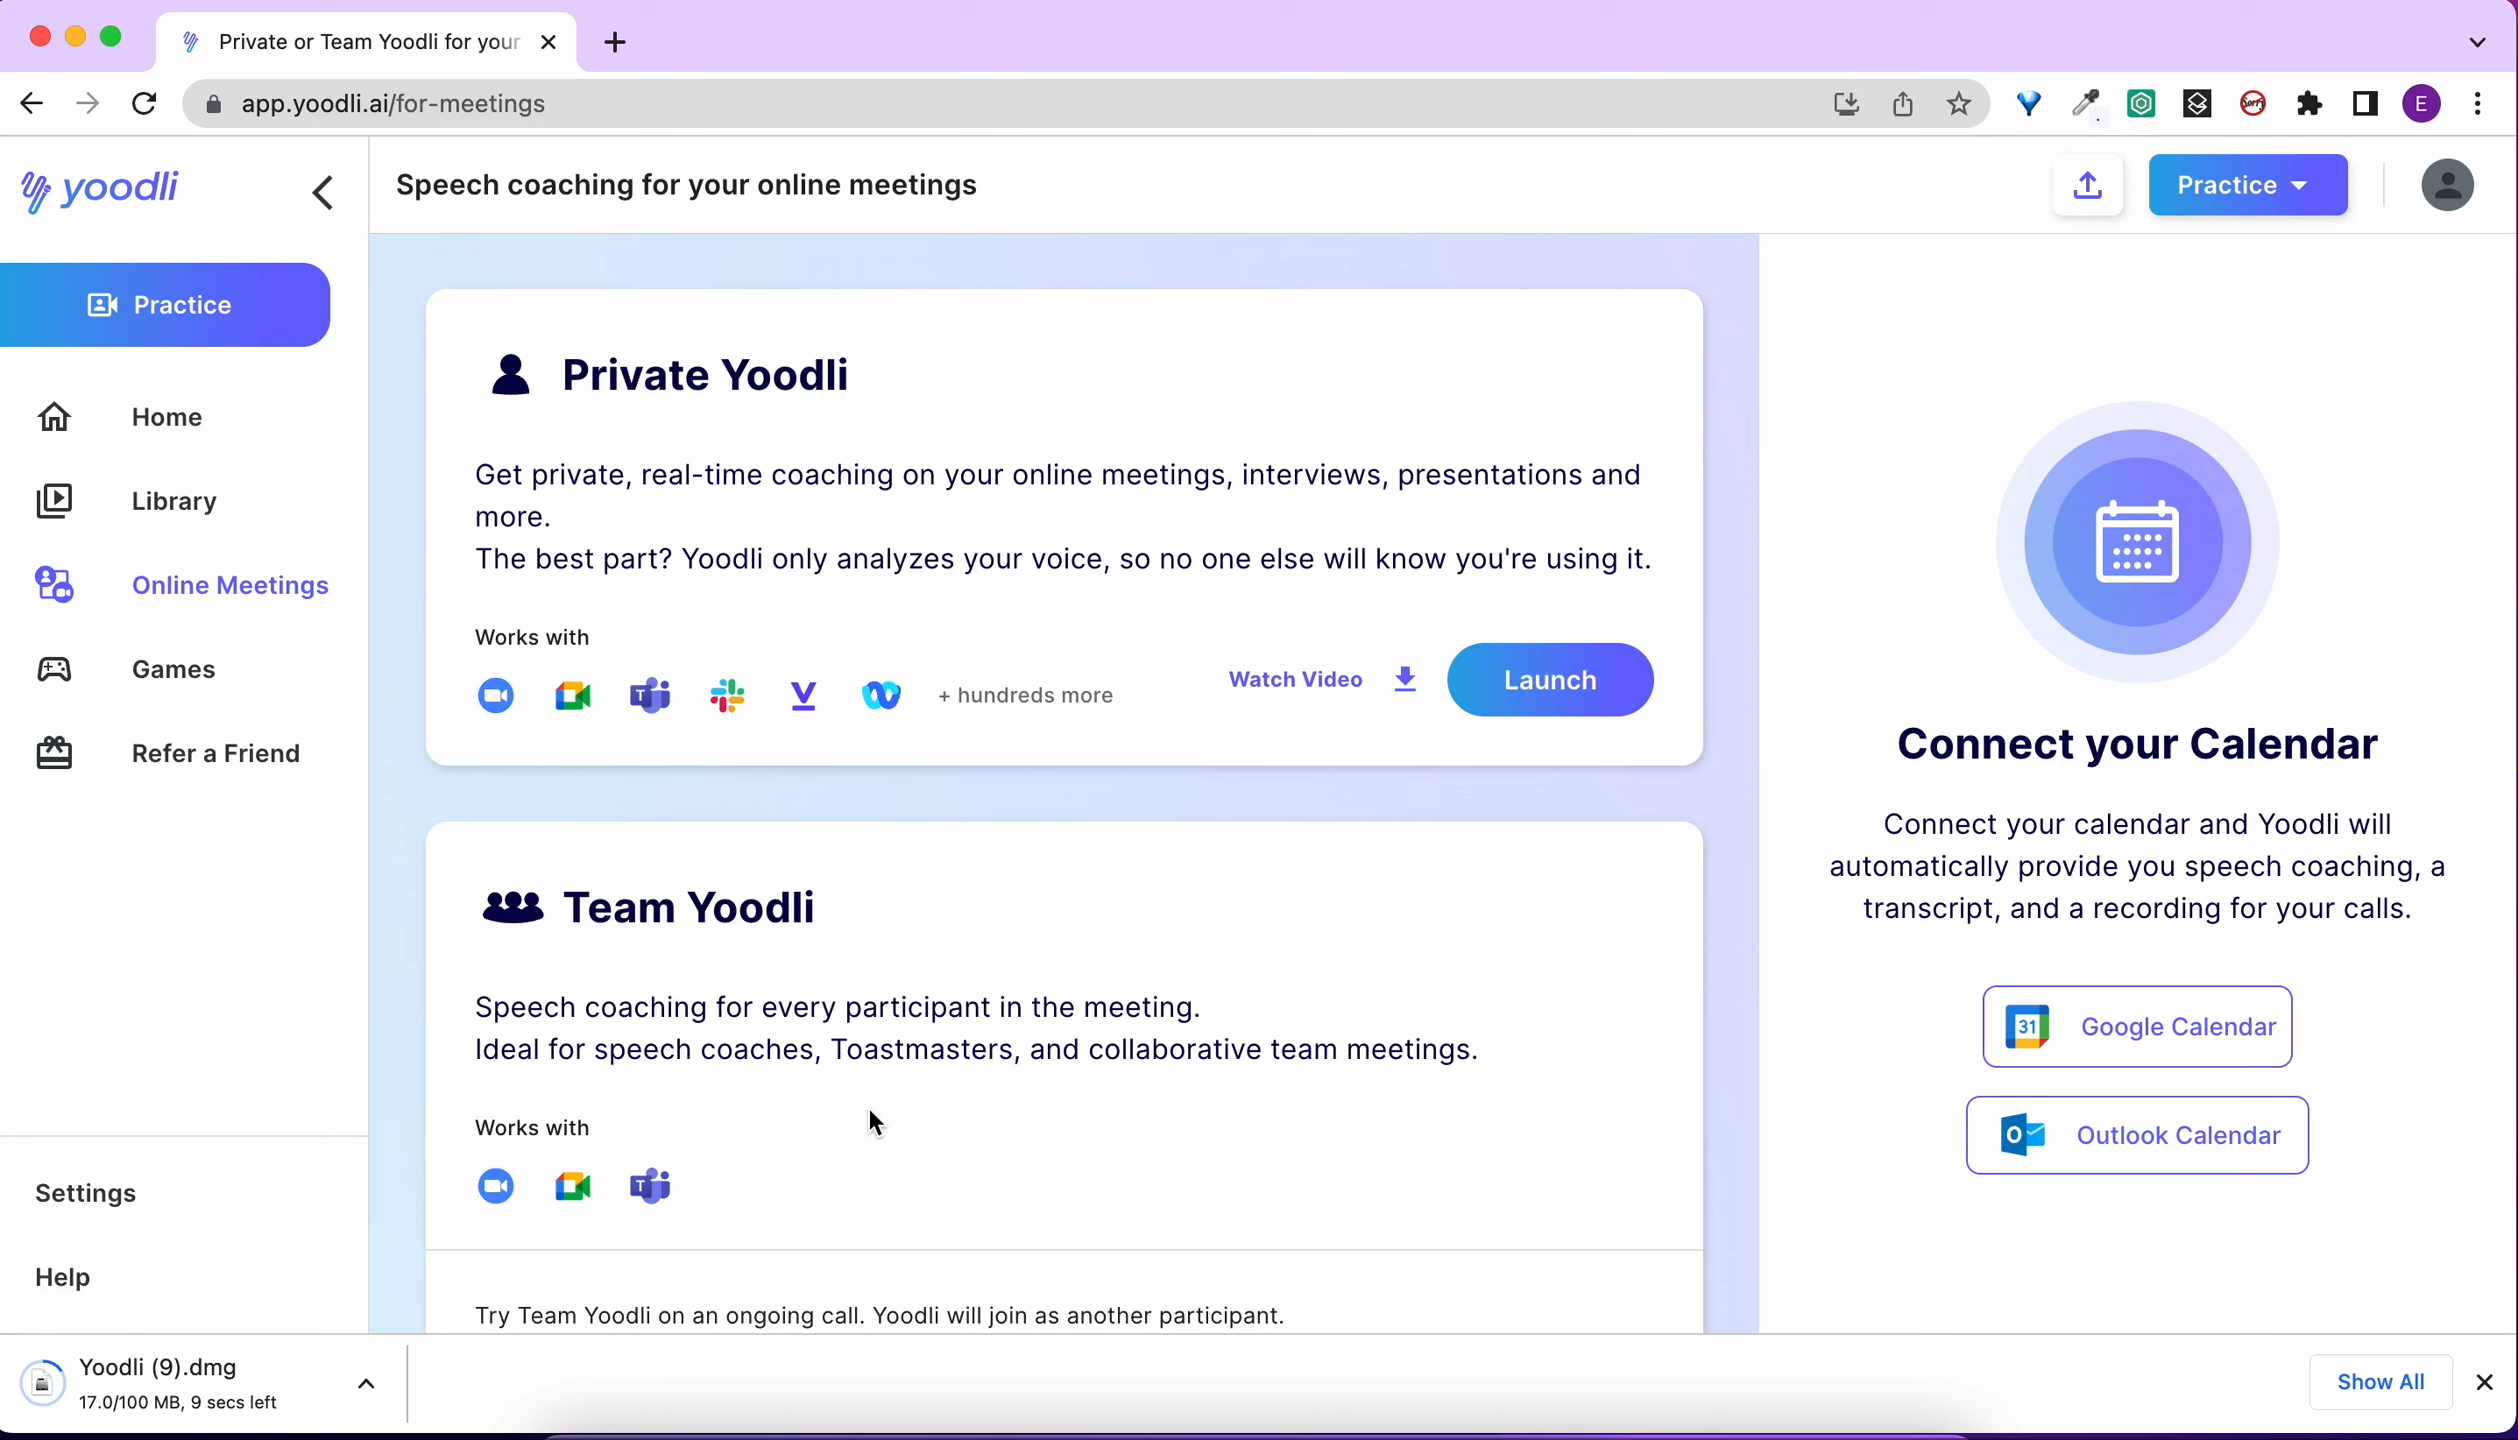 Private or Team Yoodli for your
app.yoodli.ai/for-meetings
E
yoodli
Speech coaching for your online meetings
Practice
Practice
Home
Library
Online Meetings
Games
Refer a Friend
Settings
Help
Private Yoodli
Get private, real-time coaching on your online meetings, interviews, presentations and
more.
The best part? Yoodli only analyzes your voice, so no one else will know you're using it.
Works with
+ hundreds more
Watch Video
Launch
Team Yoodli
Speech coaching for every participant in the meeting.
Ideal for speech coaches, Toastmasters, and collaborative team meetings.
Works with
Try Team Yoodli on an ongoing call. Yoodli will join as another participant.
Connect your Calendar
Connect your calendar and Yoodli will
automatically provide you speech coaching, a
transcript, and a recording for your calls.
31
Google Calendar
Outlook Calendar
Yoodli (9).dmg
17.0/100 MB, 9 secs left
Show All